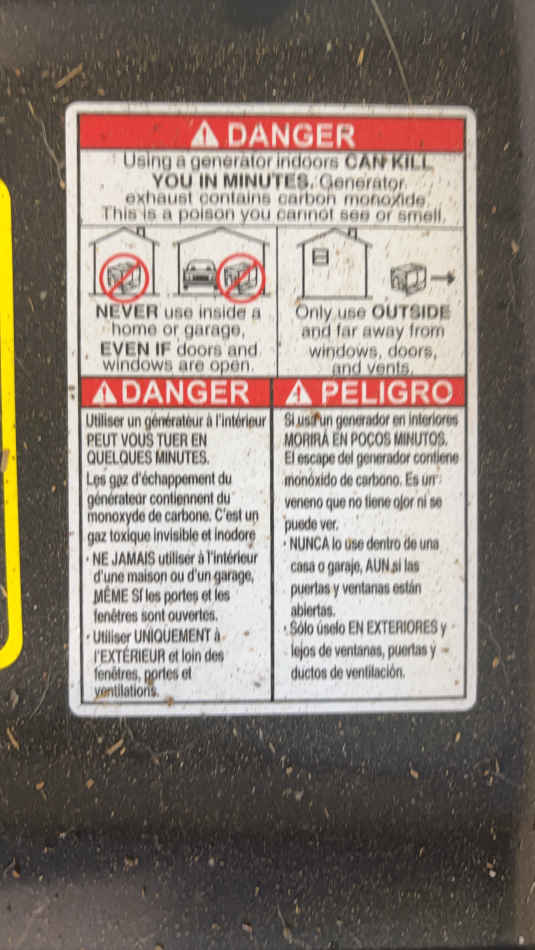 DANGER
Using a generator indoors CAN KILL
YOU IN MINUTES. Generator
exhaust contains carbon monoxide.
This is a poison you cannot see or smell.
NEVER use inside a
home or garage,
EVEN IF doors and
windows are open.
Only use OUTSIDE
and far away from
windows, doors,
and vents.
DANGER
Utiliser un générateur à l'intérieur
PEUT VOUS TUER EN
QUELQUES MINUTES.
Les gaz d'échappement du
générateur contiennent du
monoxyde de carbone. C'est un
gaz toxique invisible et inodore
· NE JAMAIS utiliser à l'intérieur
d'une maison ou d'un garage,
MÊME SI les portes et les
fenêtres sont ouvertes.
· Utiliser UNIQUEMENT à
l'EXTÉRIEUR et loin des
fenêtres, portes et
ventilations.
PELIGRO
Si usa un generador en interiores
MORIRÁ EN POCOS MINUTOS.
El escape del generador contiene
monóxido de carbono. Es un
veneno que no tiene olor ni se
puede ver.
· NUNCA lo use dentro de una
casa o garaje, AUN si las
puertas y ventanas están
abiertas.
· Sólo úselo EN EXTERIORES y
lejos de ventanas, puertas y
ductos de ventilación.